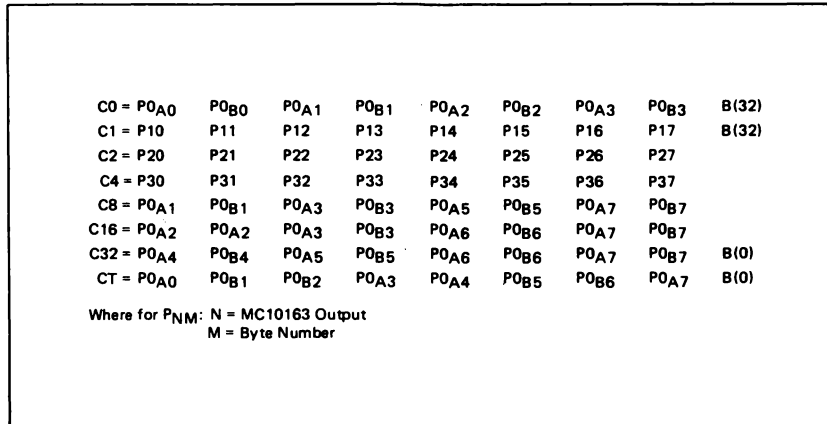 C0 = P0A0 P0B0 P0A1 P0B1 P0A2 P0B2 P0A3 P0B3 B(32)
C1 = P10 P11 P12 P13 P14 P15 P16 P17 B(32)
C2 = P20 P21 P22 P23 P24 P25 P26 P27
C4 = P30 P31 P32 P33 P34 P35 P36 P37
C8 = P0A1 P0B1 P0A3 P0B3 P0A5 P0B5 P0A7 P0B7
C16 = P0A2 P0A2 P0A3 P0B3 P0A6 P0B6 P0A7 P0B7
C32 = P0A4 P0B4 P0A5 P0B5 P0A6 P0B6 P0A7 P0B7 B(0)
CT = P0A0 P0B1 P0B2 P0A3 P0A4 P0B5 P0B6 P0A7 B(0)
Where for PNM: N = MC10163 Output
M = Byte Number